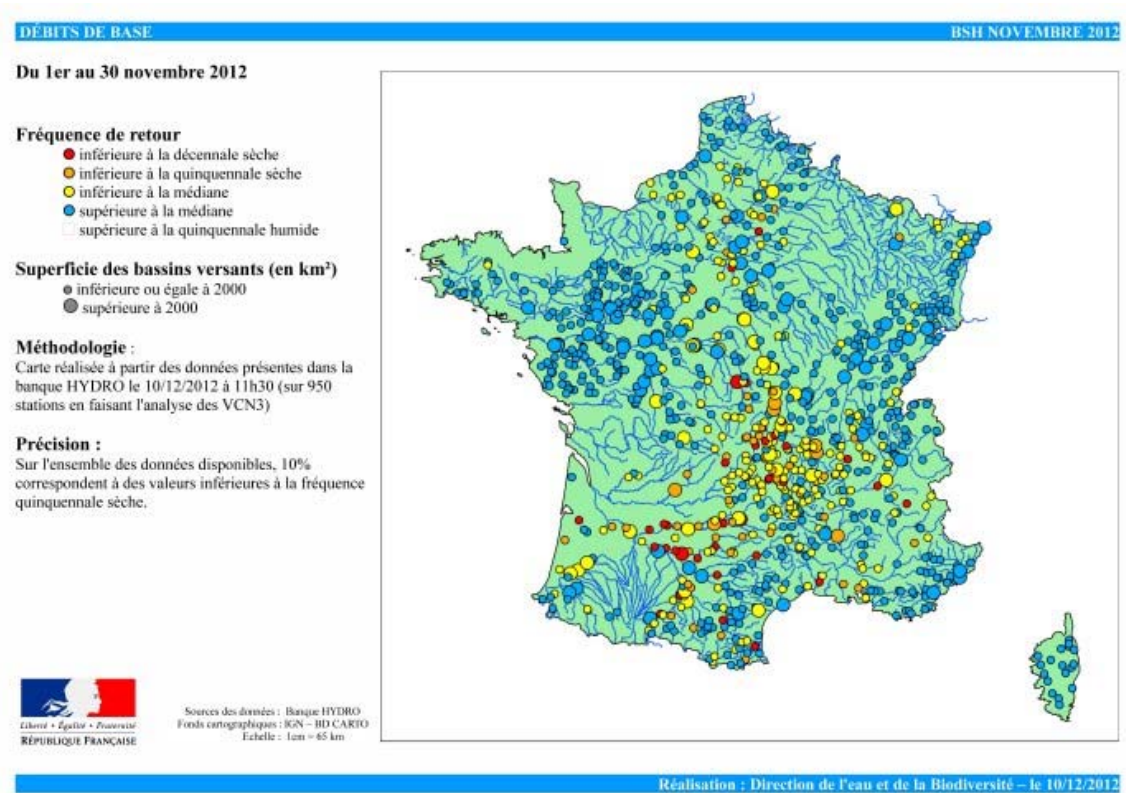 DÉBITS DE BASE
BSH NOVEMBRE 2012
Du 1er au 30 novembre 2012
Fréquence de retour
inférieure à la décennale sèche
inférieure à la quinquennale sèche
inférieure à la médiane
supérieure à la médiane
supérieure à la quinquennale humide
Superficie des bassins versants (en km²)
inférieure ou égale à 2000
supérieure à 2000
Méthodologie :
Carte réalisée à partir des données présentes dans la
banque HYDRO le 10/12/2012 à 11h30 (sur 950
stations en faisant l'analyse des VCN3)
Précision :
Sur l'ensemble des données disponibles, 10%
correspondent à des valeurs inférieures à la fréquence
quinquennale sèche.
Liberté • Égalité • Fraternité
RÉPUBLIQUE FRANÇAISE
Sources des données : Banque HYDRO
Fonds cartographiques : IGN – BD CARTO
Echelle : 1cm = 65 km
Réalisation : Direction de l'eau et de la Biodiversité – le 10/12/2012